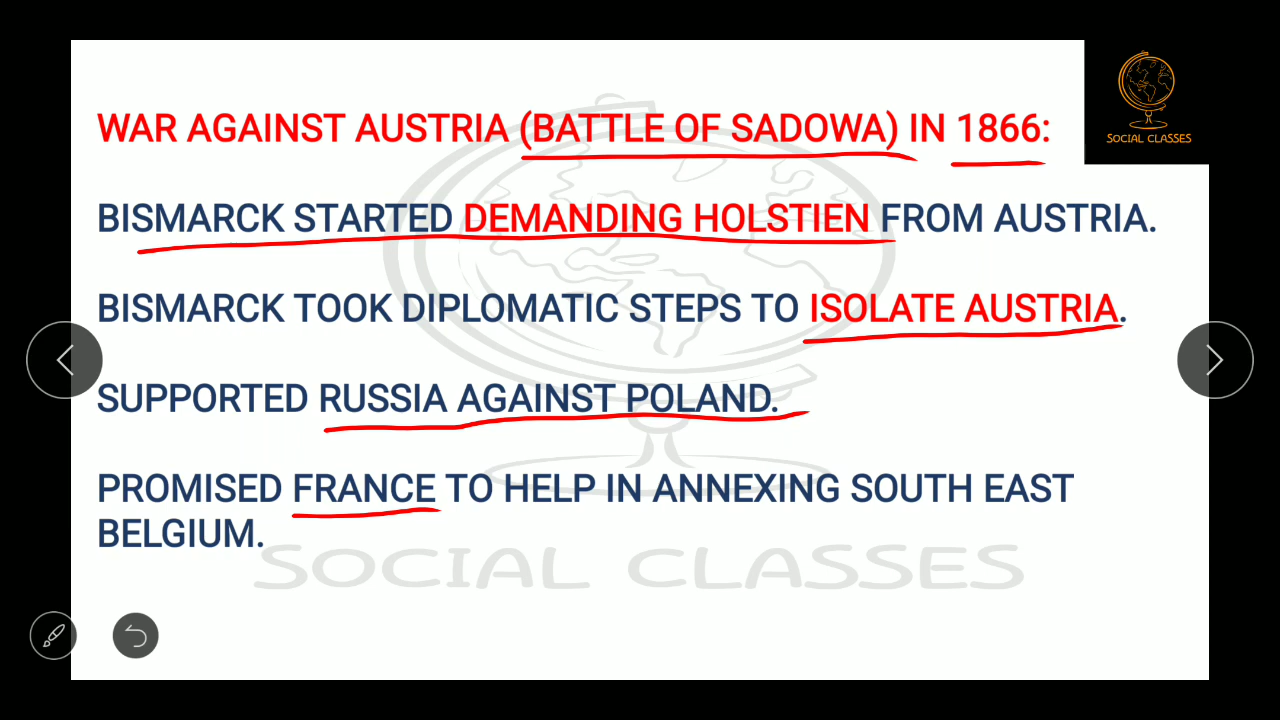 SOCIAL CLASSES
WAR AGAINST AUSTRIA (BATTLE OF SADOWA) IN 1866:
BISMARCK STARTED DEMANDING HOLSTIEN FROM AUSTRIA.
BISMARCK TOOK DIPLOMATIC STEPS TO ISOLATE AUSTRIA.
SUPPORTED RUSSIA AGAINST POLAND.
PROMISED FRANCE TO HELP IN ANNEXING SOUTH EAST
BELGIUM.
SOCIAL CLASSES